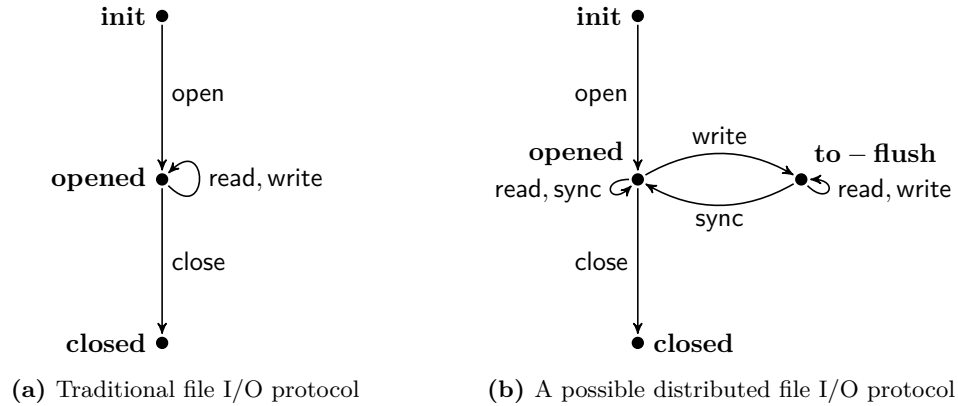 init
open
opened
read, write
close
closed
(a) Traditional file I/O protocol
init
open
opened
write
to – flush
read, sync
read, write
sync
close
closed
(b) A possible distributed file I/O protocol